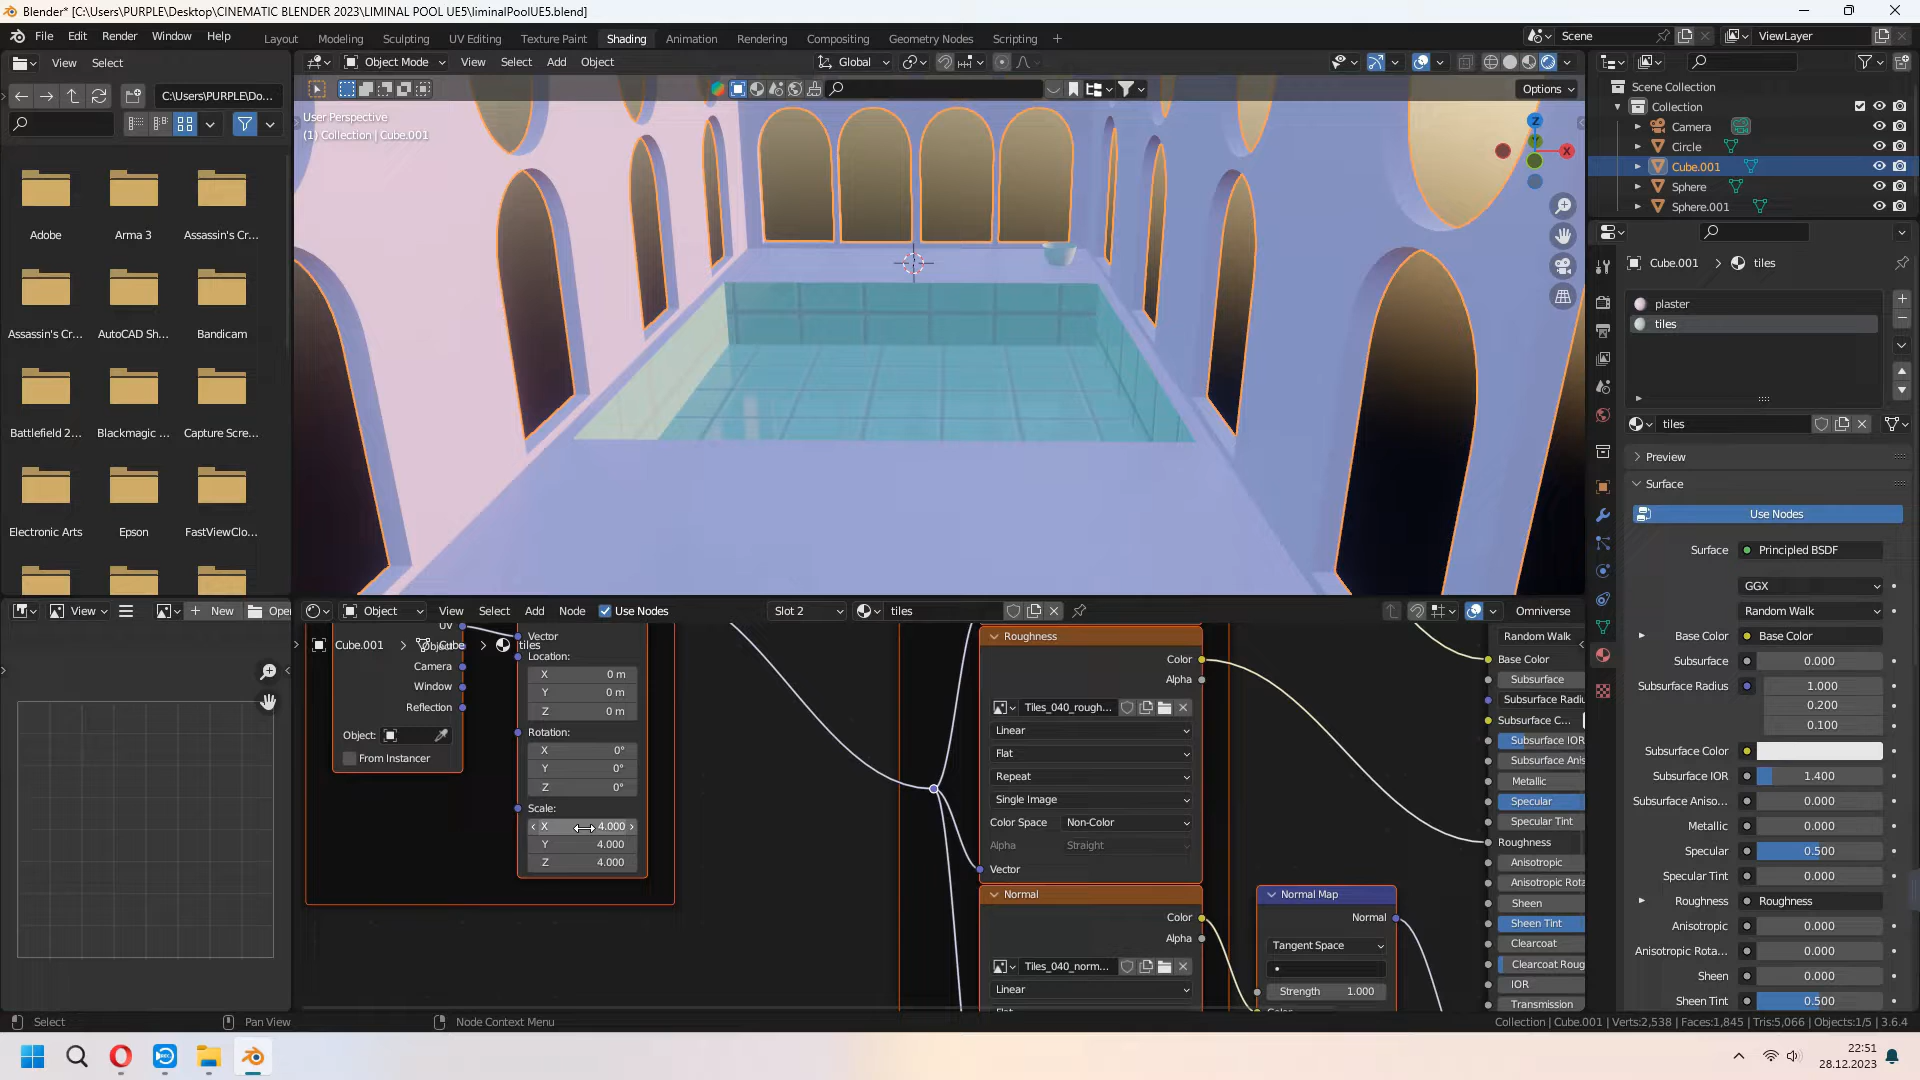 Blender* [C:\Users\PURPLE\Desktop\CINEMATIC BLENDER 2023\LIMINAL POOL UE5\liminalPoolUE5.blend]
File Edit Render Window Help
Layout Modeling Sculpting UV Editing Texture Paint Shading Animation Rendering Compositing Geometry Nodes Scripting
Scene
ViewLayer
View Select
C:\Users\PURPLE\Do...
Adobe
Arma 3
Assassin's Cr...
Assassin's Cr...
AutoCAD Sh...
Bandicam
Battlefield 2...
Blackmagic ...
Capture Scre...
Electronic Arts
Epson
FastViewClo...
Object Mode
View Select Add Object
Global
Options
User Perspective
(1) Collection | Cube.001
Z
X
Scene Collection
Collection
Camera
Circle
Cube.001
Sphere
Sphere.001
Cube.001 > tiles
plaster
tiles
tiles
Preview
Surface
Use Nodes
Surface Principled BSDF
GGX
Random Walk
Base Color Base Color
Subsurface 0.000
Subsurface Radius 1.000
0.200
0.100
Subsurface Color
Subsurface IOR 1.400
Subsurface Aniso... 0.000
Metallic 0.000
Specular 0.500
Specular Tint 0.000
Roughness Roughness
Anisotropic 0.000
Anisotropic Rota... 0.000
Sheen 0.000
Sheen Tint 0.500
View
New
Open
Object
View Select Add Node
Use Nodes
Slot 2
tiles
Omniverse
Cube.001 > Cube > tiles
UV
Camera
Window
Reflection
Object:
From Instancer
Vector
Location:
X 0 m
Y 0 m
Z 0 m
Rotation:
X 0°
Y 0°
Z 0°
Scale:
X 4.000
Y 4.000
Z 4.000
Roughness
Color
Alpha
Tiles_040_rough...
Linear
Flat
Repeat
Single Image
Color Space Non-Color
Alpha Straight
Vector
Normal
Color
Alpha
Tiles_040_norm...
Linear
Normal Map
Normal
Tangent Space
Strength 1.000
Random Walk
Base Color
Subsurface
Subsurface Radiu
Subsurface C...
Subsurface IOR
Subsurface Anis
Metallic
Specular
Specular Tint
Roughness
Anisotropic
Anisotropic Rota
Sheen
Sheen Tint
Clearcoat
Clearcoat Roug
IOR
Transmission
Select
Pan View
Node Context Menu
Collection | Cube.001 | Verts:2,538 | Faces:1,845 | Tris:5,066 | Objects:1/5 | 3.6.4
22:51
28.12.2023